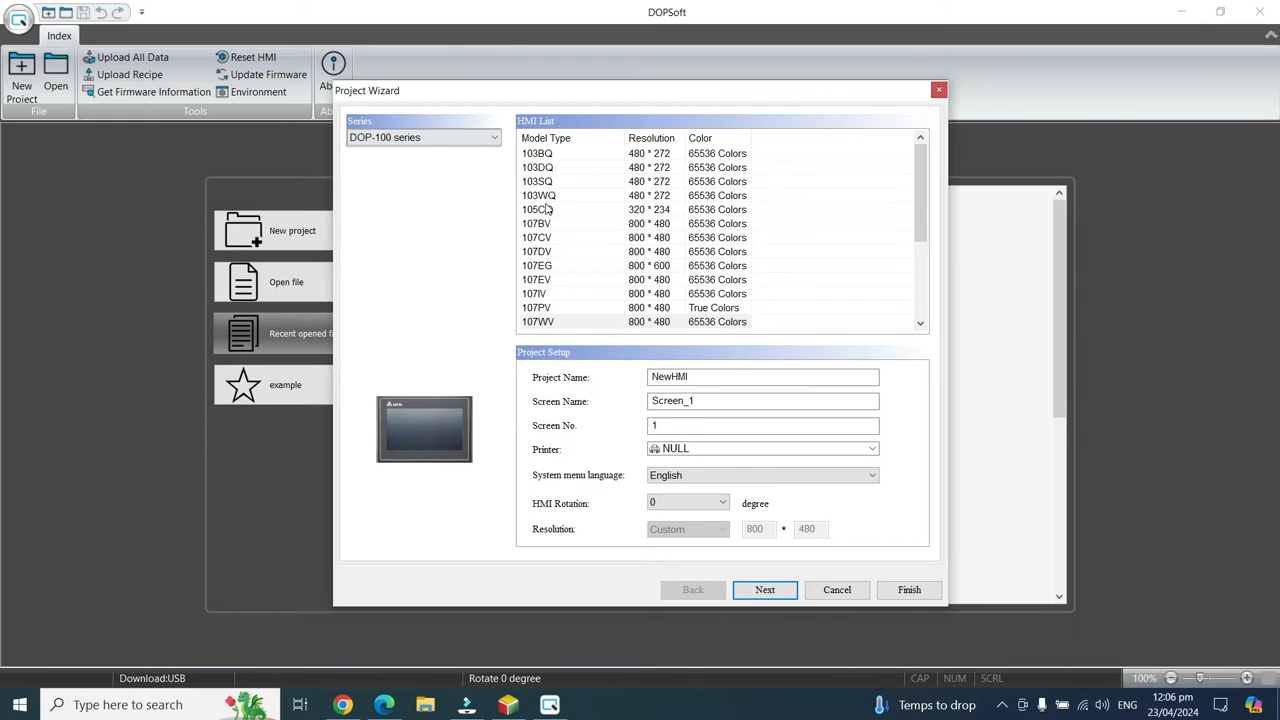 DOPSoft
Index
New Project
Open
File
Upload All Data
Upload Recipe
Get Firmware Information
Reset HMI
Update Firmware
Environment
Tools
Project Wizard
Series
DOP-100 series
HMI List
Model Type Resolution Color
103BQ 480 * 272 65536 Colors
103DQ 480 * 272 65536 Colors
103SQ 480 * 272 65536 Colors
103WQ 480 * 272 65536 Colors
320 * 234 65536 Colors
107BV 800 * 480 65536 Colors
107CV 800 * 480 65536 Colors
107DV 800 * 480 65536 Colors
107EG 800 * 600 65536 Colors
107EV 800 * 480 65536 Colors
107IV 800 * 480 65536 Colors
107PV 800 * 480 True Colors
107WV 800 * 480 65536 Colors
New project
Open file
Recent opened fi
example
Project Setup
Project Name: NewHMI
Screen Name: Screen_1
Screen No. 1
Printer: NULL
System menu language: English
HMI Rotation: 0 degree
Resolution: Custom 800 * 480
Back Next Cancel Finish
Download:USB
Rotate 0 degree
CAP NUM SCRL
100%
Type here to search
Temps to drop
ENG
12:06 pm
23/04/2024